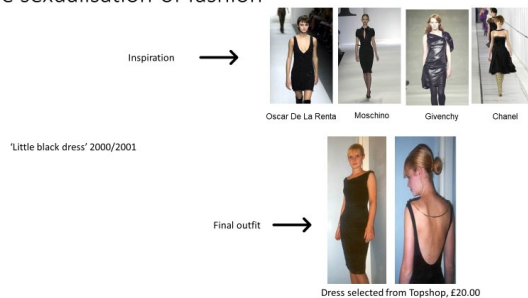 sexualisation of fashion
Inspiration
Oscar De La Renta Moschino Givenchy Chanel
'Little black dress' 2000/2001
Final outfit
Dress selected from Topshop, £20.00